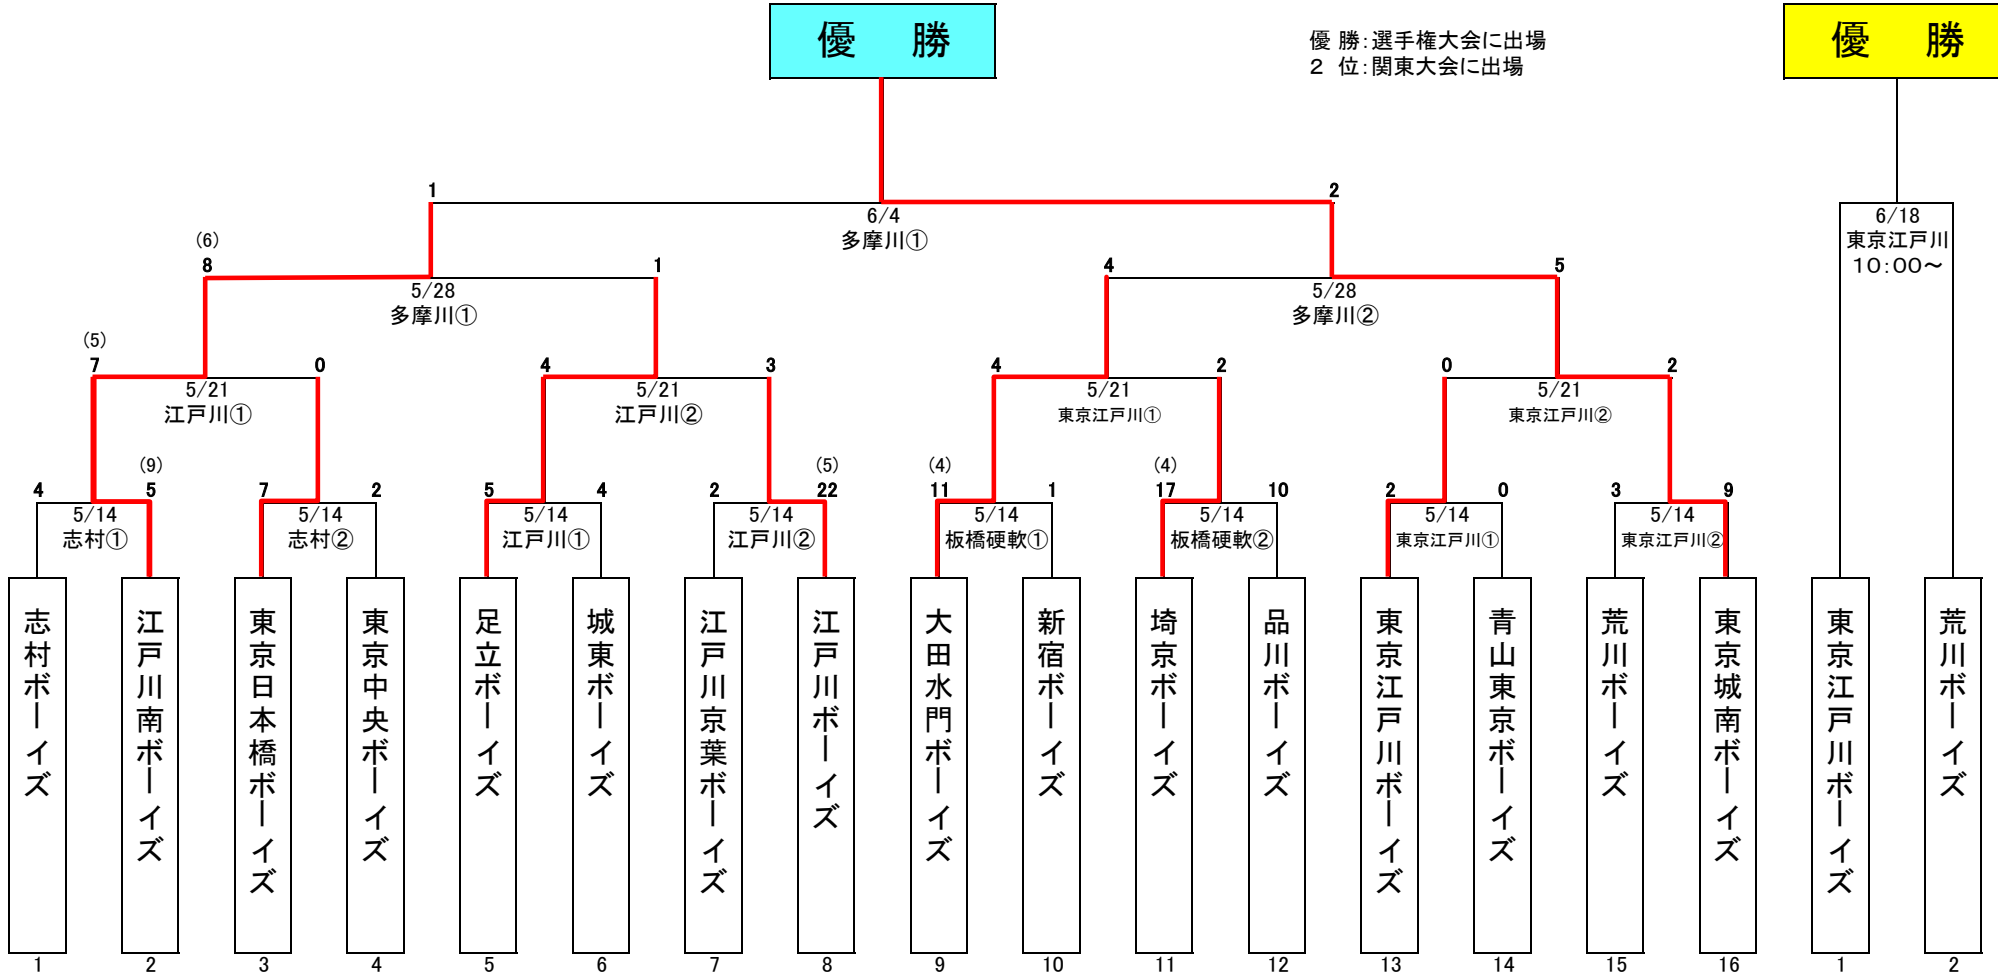 優 勝
優 勝
優 勝：選手権大会に出場
2 位：関東大会に出場
1 2
6/4
多摩川①
6/18
東京江戸川
10：00～
(6)
8 1 4 5
5/28 5/28
多摩川① 多摩川②
(5)
7 0 4 3 4 2 0 2
5/21 5/21 5/21 5/21
江戸川① 江戸川② 東京江戸川① 東京江戸川②
(9) (5) (4) (4)
4 5 7 2 5 4 2 22 11 1 17 10 2 0 3 9
5/14 5/14 5/14 5/14 5/14 5/14 5/14 5/14
志村① 志村② 江戸川① 江戸川② 板橋硬軟① 板橋硬軟② 東京江戸川① 東京江戸川②
志村ボーイズ
江戸川南ボーイズ
東京日本橋ボーイズ
東京中央ボーイズ
足立ボーイズ
城東ボーイズ
江戸川京葉ボーイズ
江戸川ボーイズ
大田水門ボーイズ
新宿ボーイズ
埼京ボーイズ
品川ボーイズ
東京江戸川ボーイズ
青山東京ボーイズ
荒川ボーイズ
東京城南ボーイズ
東京江戸川ボーイズ
荒川ボーイズ
1 2 3 4 5 6 7 8 9 10 11 12 13 14 15 16 1 2